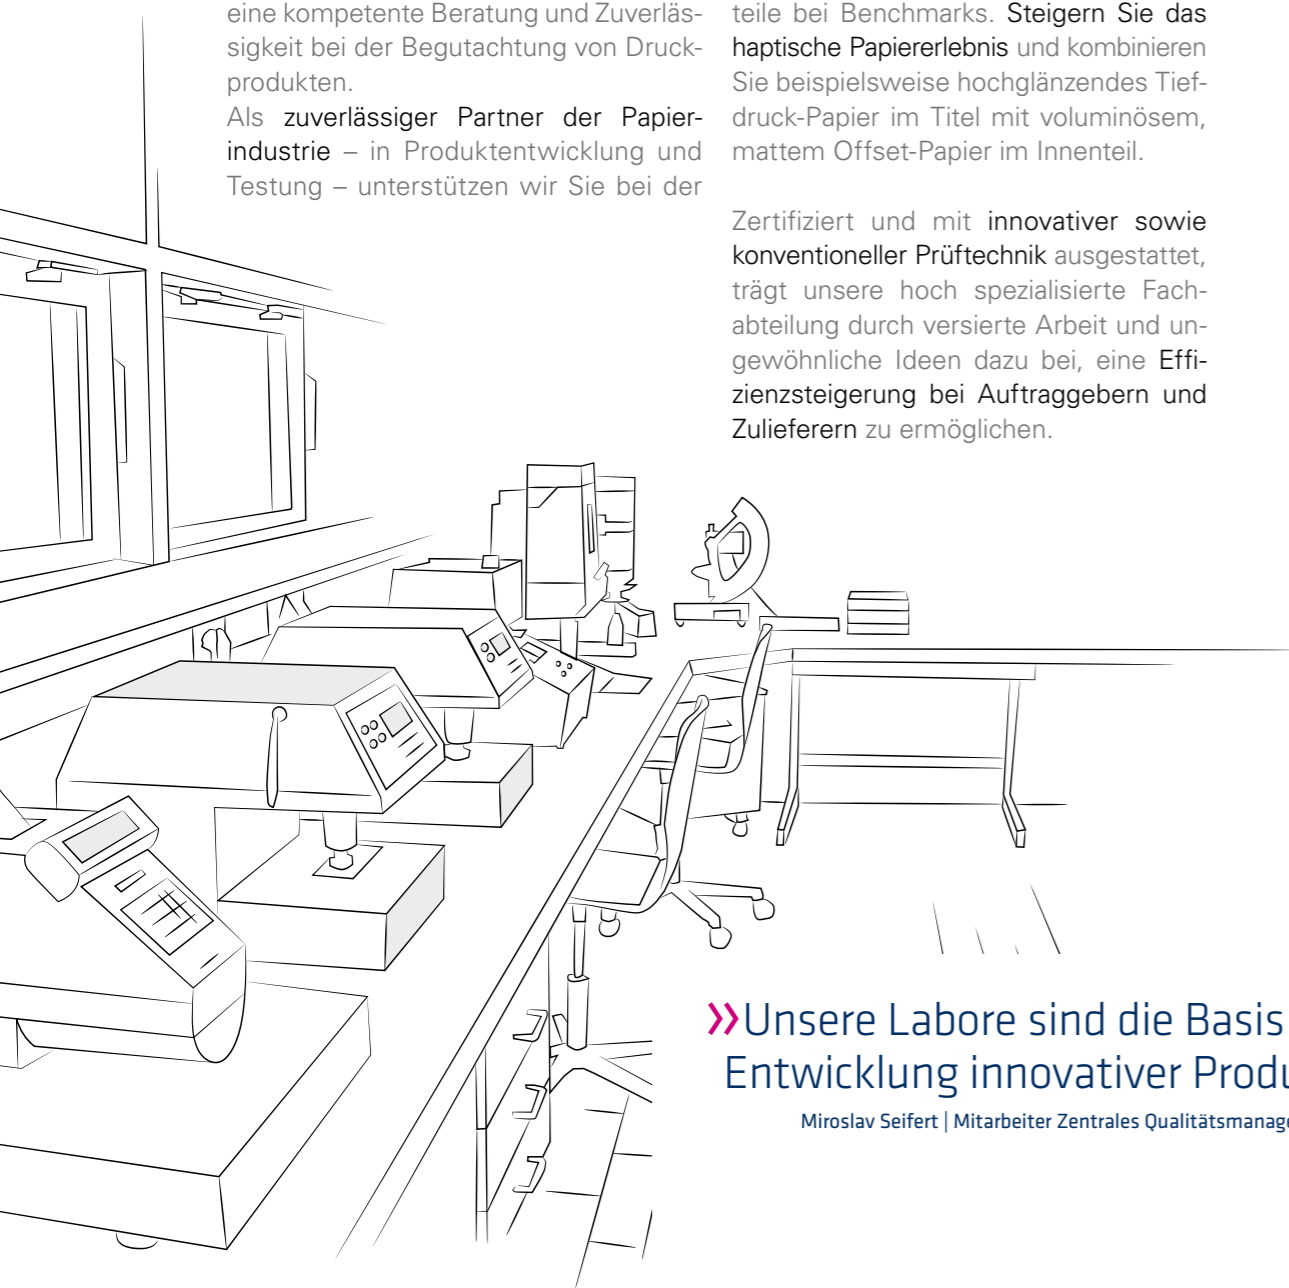 eine kompetente Beratung und Zuverläs-
sigkeit bei der Begutachtung von Druck-
produkten.
Als zuverlässiger Partner der Papier-
industrie – in Produktentwicklung und
Testung – unterstützen wir Sie bei der
teile bei Benchmarks. Steigern Sie das
haptische Papiererlebnis und kombinieren
Sie beispielsweise hochglänzendes Tief-
druck-Papier im Titel mit voluminösem,
mattem Offset-Papier im Innenteil.
Zertifiziert und mit innovativer sowie
konventioneller Prüftechnik ausgestattet,
trägt unsere hoch spezialisierte Fach-
abteilung durch versierte Arbeit und un-
gewöhnliche Ideen dazu bei, eine Effi-
zienzsteigerung bei Auftraggebern und
Zulieferern zu ermöglichen.
»Unsere Labore sind die Basis
Entwicklung innovativer Produ
Miroslav Seifert | Mitarbeiter Zentrales Qualitätsmanage